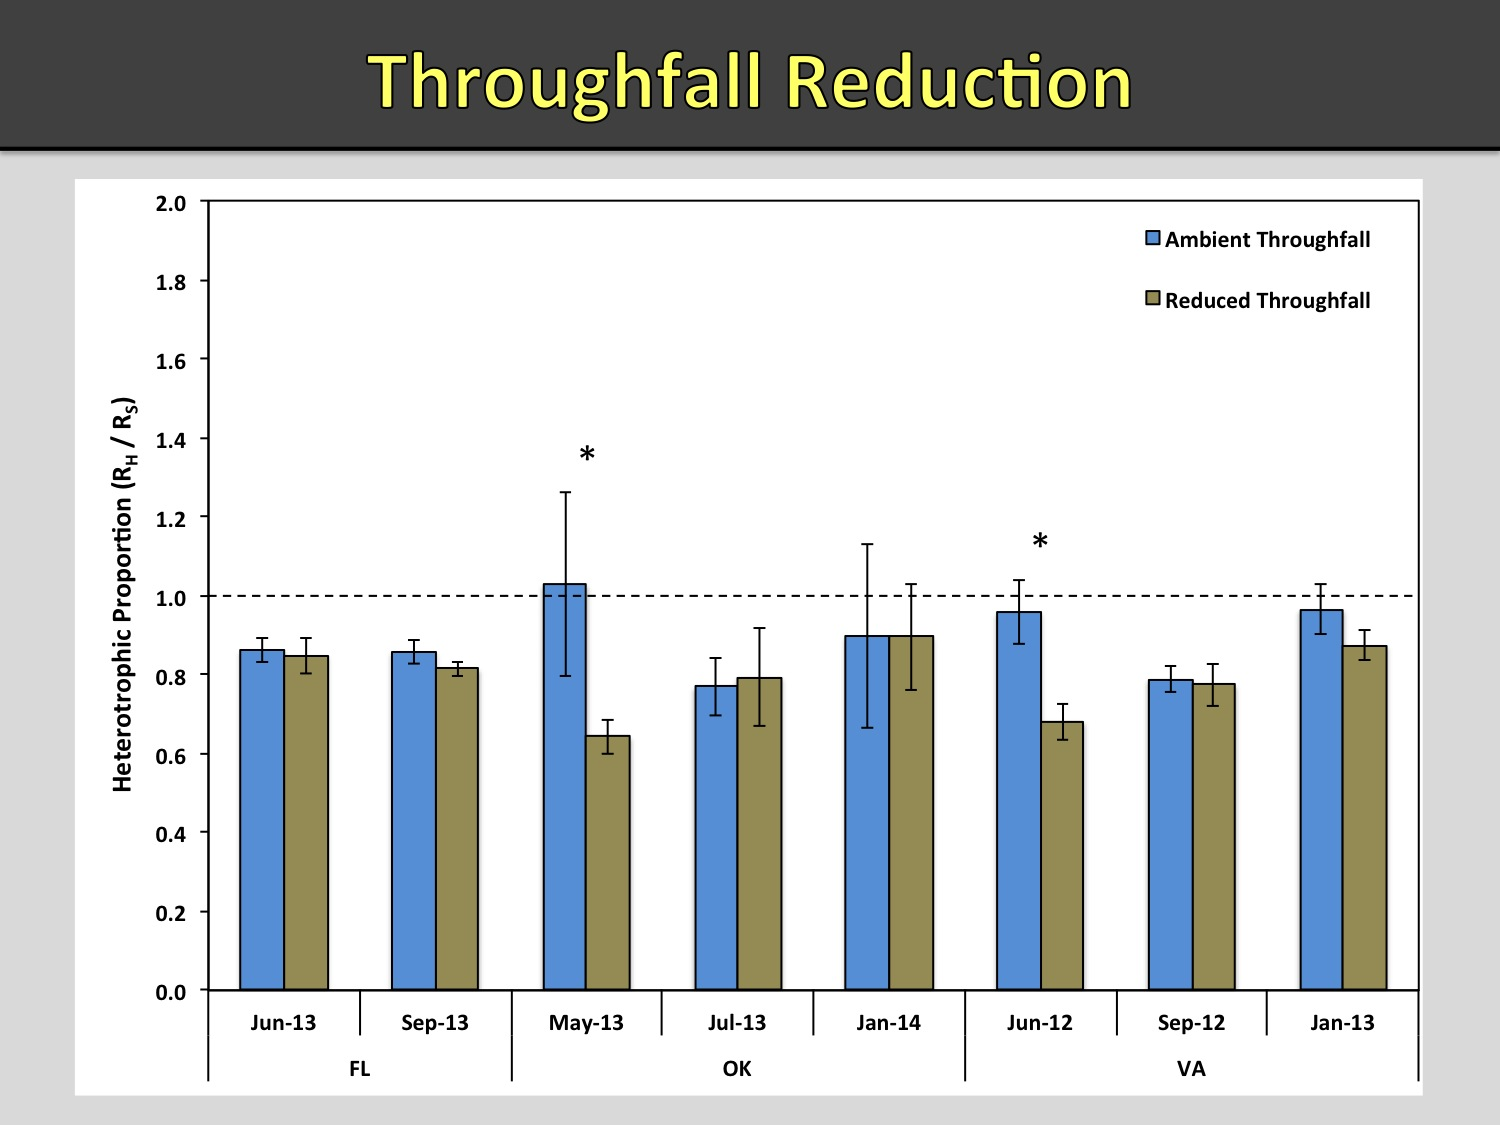 Throughfall Reduction
2.0
1.8
1.6
1.4
1.2
1.0
0.8
0.6
0.4
0.2
0.0
Heterotrophic Proportion (R_H / R_S)
Ambient Throughfall
Reduced Throughfall
*
*
Jun-13 Sep-13 May-13 Jul-13 Jan-14 Jun-12 Sep-12 Jan-13
FL OK VA